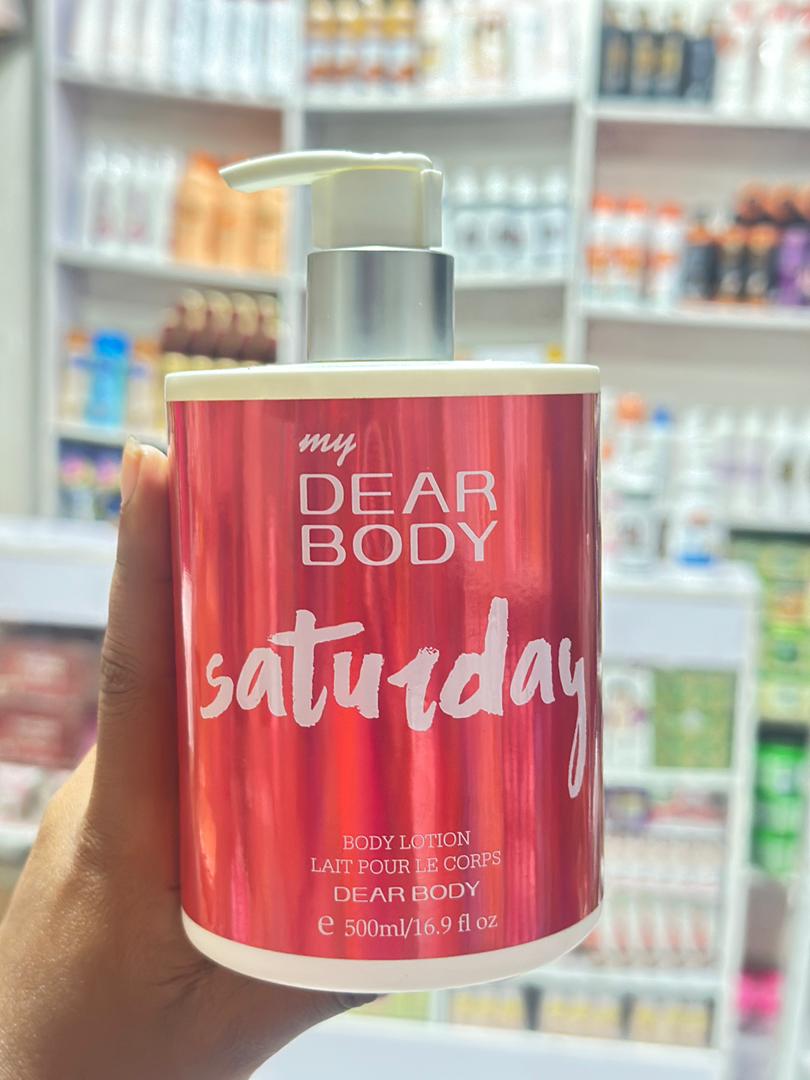 my
DEAR
BODY
saturday
BODY LOTION
LAIT POUR LE CORPS
DEAR BODY
e 500ml/16.9 fl oz